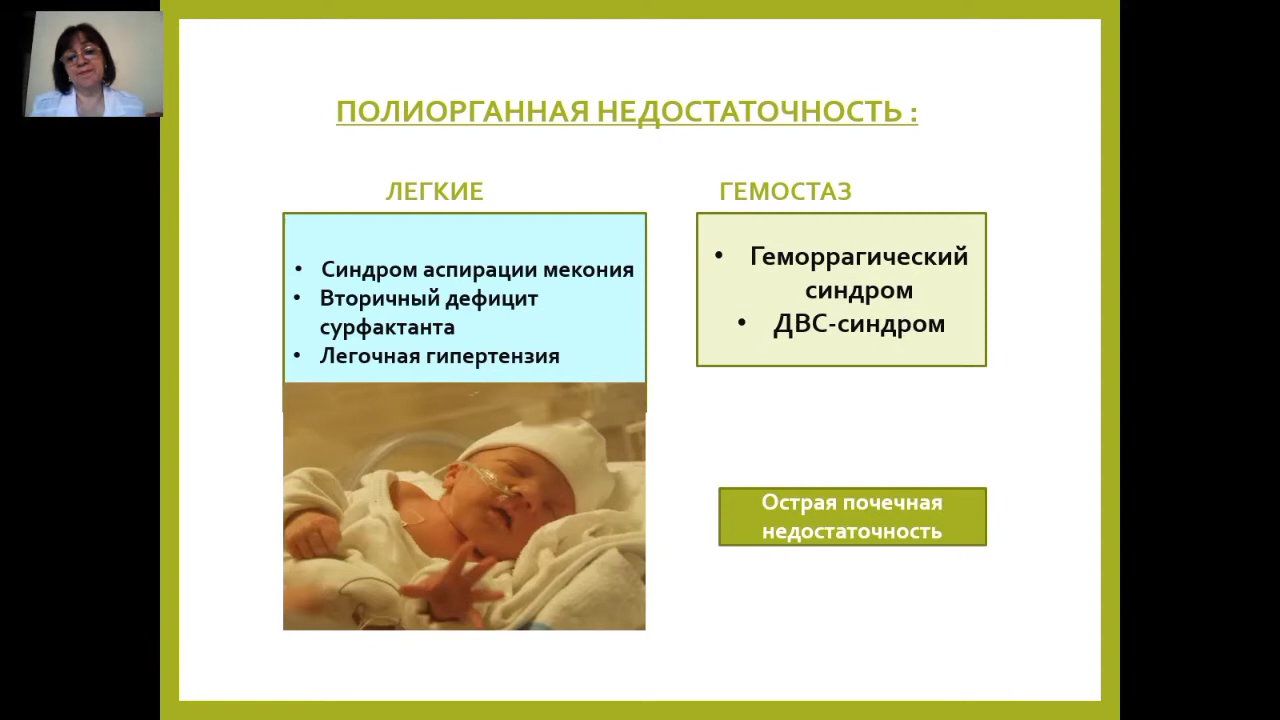 ПОЛИОРГАННАЯ НЕДОСТАТОЧНОСТЬ :
ЛЕГКИЕ
• Синдром аспирации мекония
• Вторичный дефицит
сурфактанта
• Легочная гипертензия
ГЕМОСТАЗ
• Геморрагический
синдром
• ДВС-синдром
Острая почечная
недостаточность